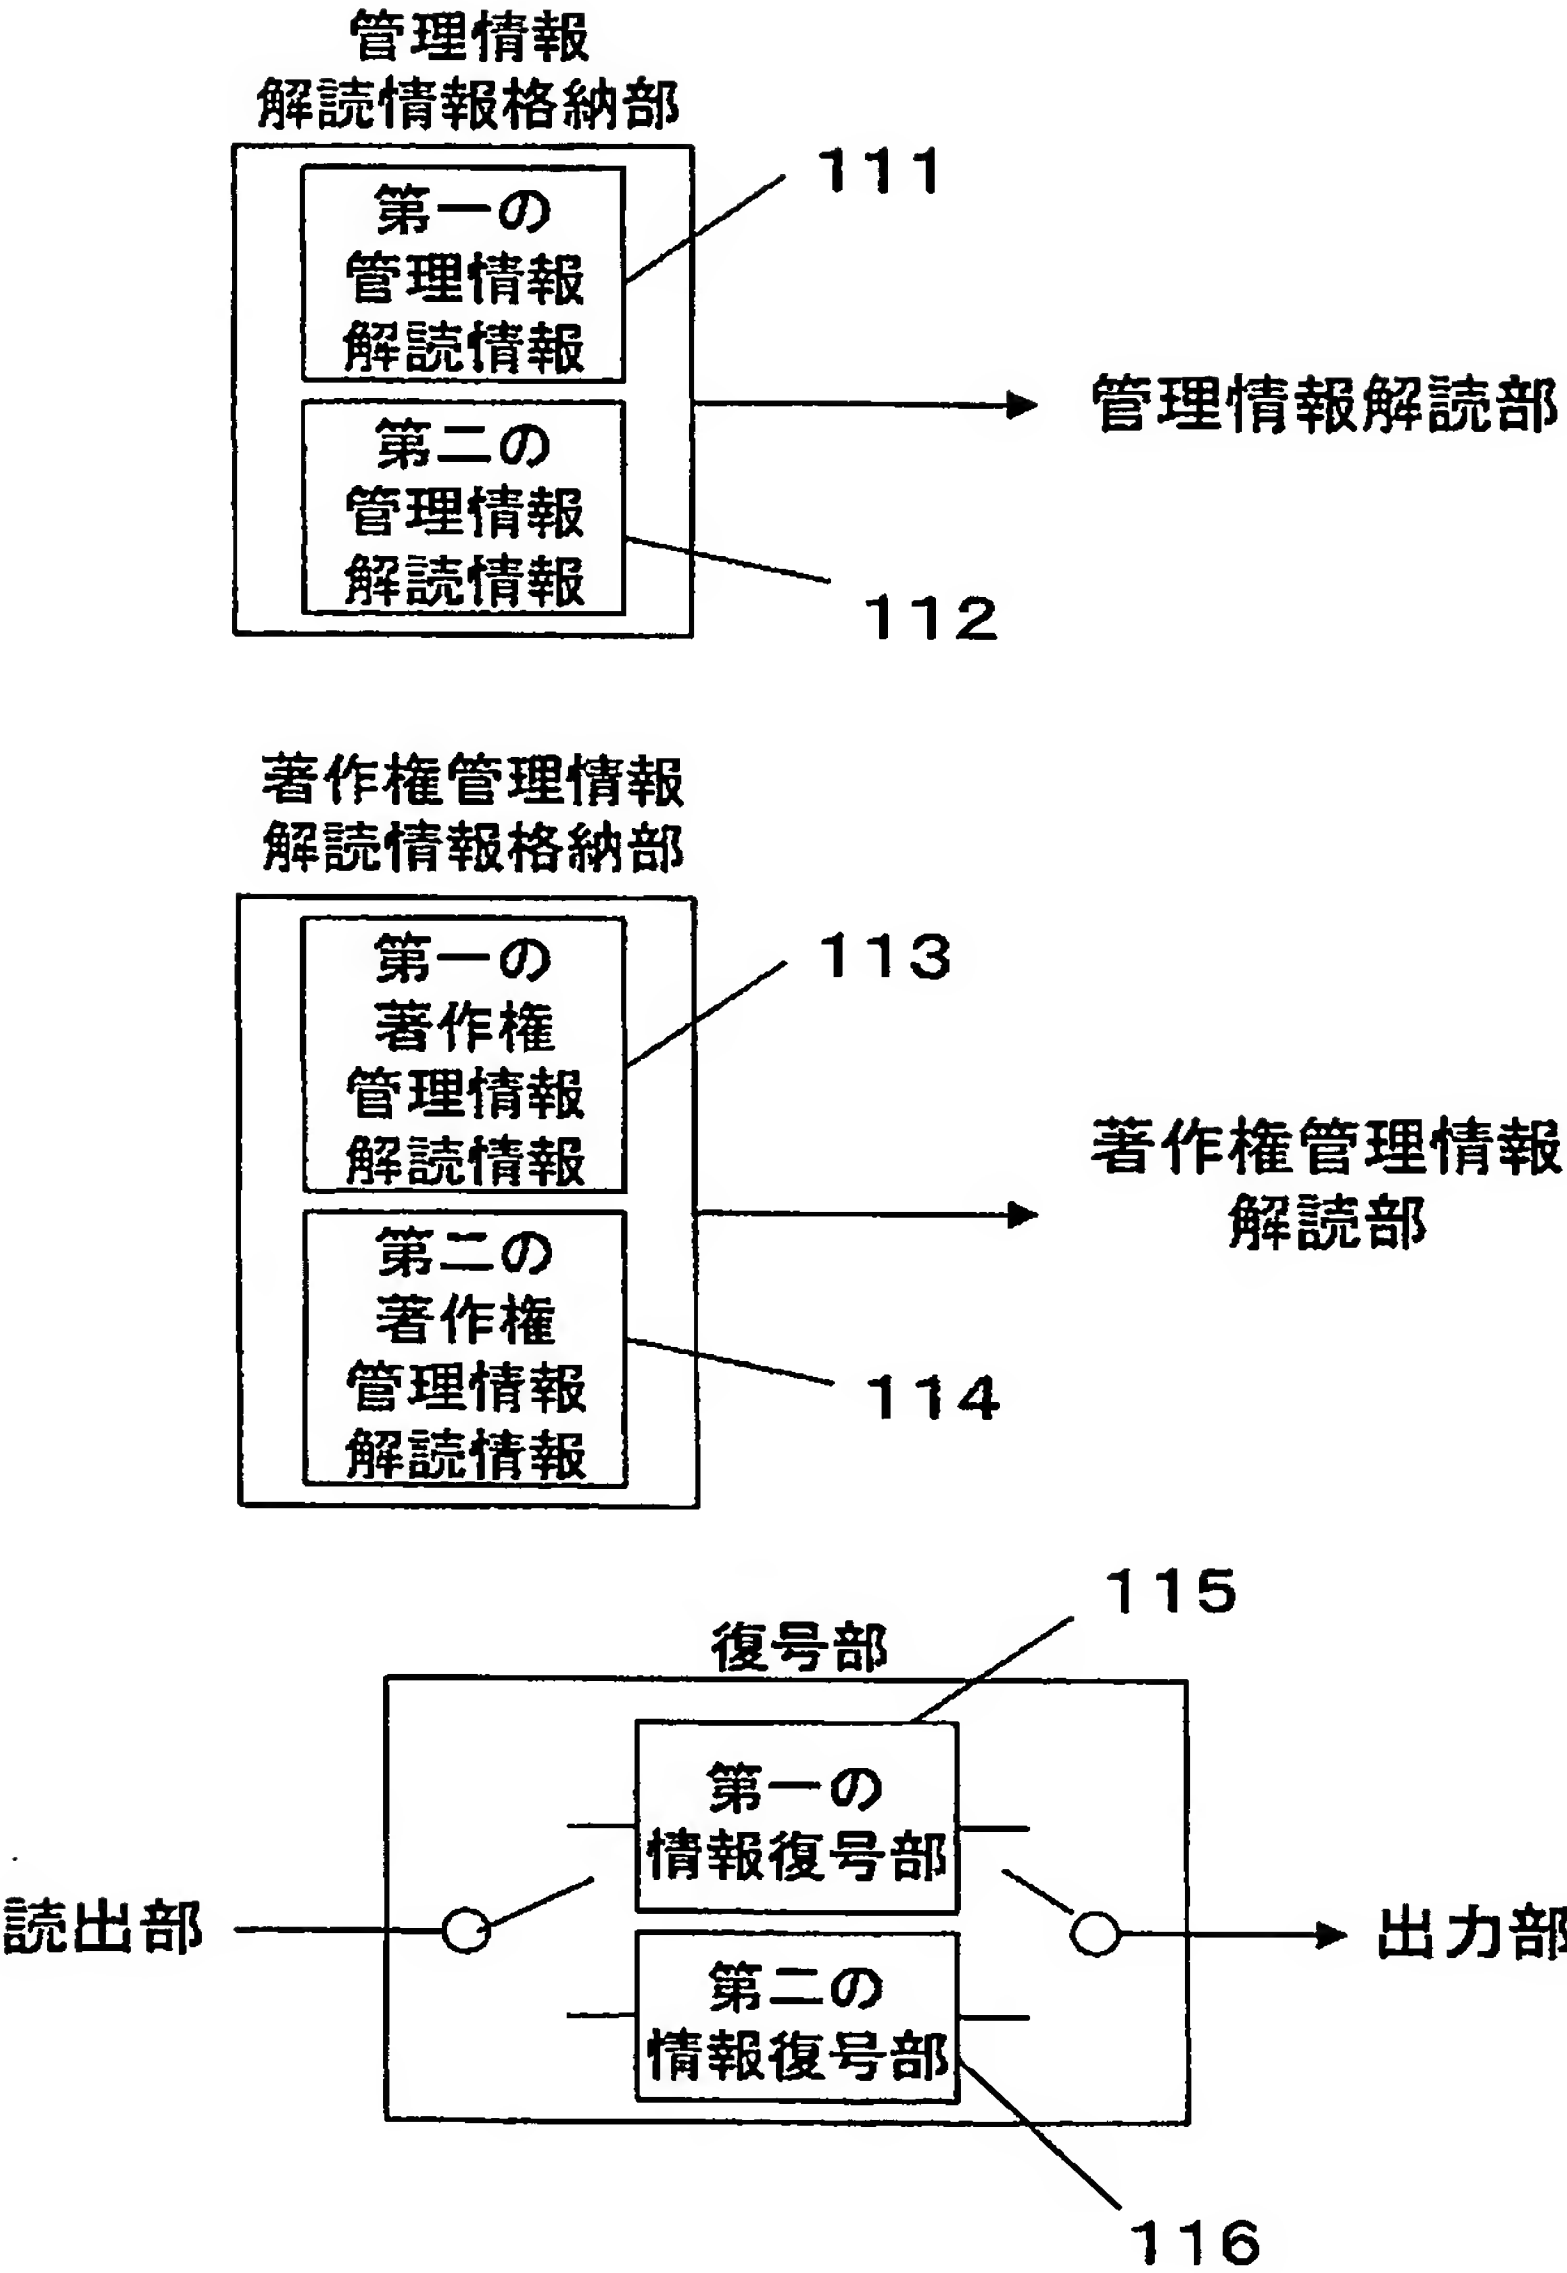 管理情報
解読情報格納部
第一の
管理情報
解読情報
111
第二の
管理情報
解読情報
112
管理情報解読部
著作権管理情報
解読情報格納部
第一の
著作権
管理情報
解読情報
113
第二の
著作権
管理情報
解読情報
114
著作権管理情報
解読部
115
復号部
第一の
情報復号部
読出部
出力部
第二の
情報復号部
116